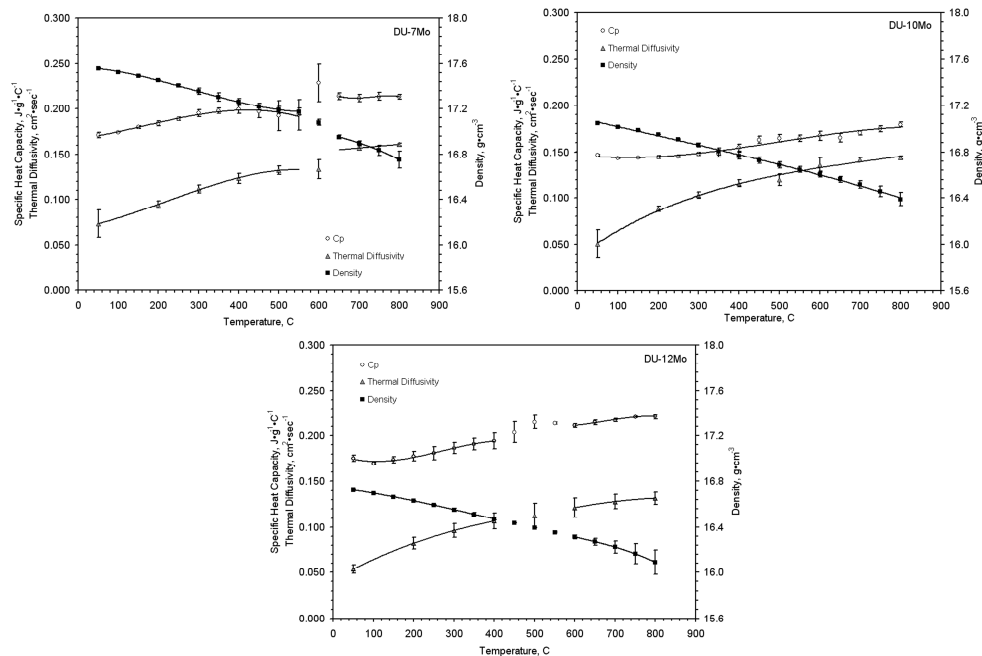 DU-7Mo
Cp
Thermal Diffusivity
Density
Specific Heat Capacity, J•g⁻¹•C⁻¹
Thermal Diffusivity, cm²•sec⁻¹
0.300
0.250
0.200
0.150
0.100
0.050
0.000
18.0
17.6
17.2
16.8
16.4
16.0
15.6
Density, g•cm³
0 100 200 300 400 500 600 700 800 900
Temperature, C
DU-10Mo
Cp
Thermal Diffusivity
Density
Specific Heat Capacity, J•g⁻¹•C⁻¹
Thermal Diffusivity, cm²•sec⁻¹
0.300
0.250
0.200
0.150
0.100
0.050
0.000
18.0
17.6
17.2
16.8
16.4
16.0
15.6
Density, g•cm³
0 100 200 300 400 500 600 700 800 900
Temperature, C
DU-12Mo
Cp
Thermal Diffusivity
Density
Specific Heat Capacity, J•g⁻¹•C⁻¹
Thermal Diffusivity, cm²•sec⁻¹
0.300
0.250
0.200
0.150
0.100
0.050
0.000
18.0
17.6
17.2
16.8
16.4
16.0
15.6
Density, g•cm³
0 100 200 300 400 500 600 700 800 900
Temperature, C